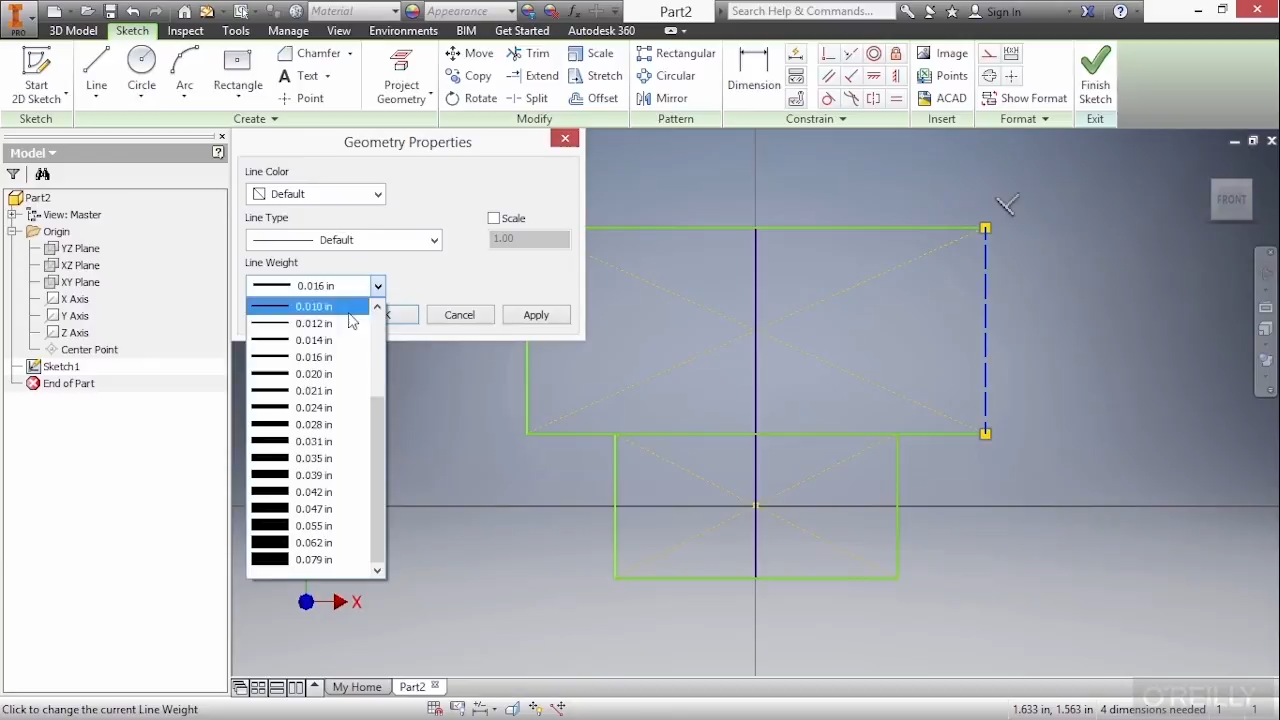 Material
Appearance
Part2
Search Help & Commands...
Sign In
PRO
3D Model
Sketch
Inspect
Tools
Manage
View
Environments
BIM
Get Started
Autodesk 360
Start
2D Sketch
Line
Circle
Arc
Rectangle
Chamfer
Text
Point
Project
Geometry
Move
Copy
Rotate
Trim
Extend
Split
Scale
Stretch
Offset
Rectangular
Circular
Mirror
Dimension
Image
Points
ACAD
Show Format
Finish
Sketch
Sketch
Create
Modify
Pattern
Constrain
Insert
Format
Exit
Model
Part2
View: Master
Origin
YZ Plane
XZ Plane
XY Plane
X Axis
Y Axis
Z Axis
Center Point
Sketch1
End of Part
Geometry Properties
Line Color
Default
Line Type
Default
Scale
1.00
Line Weight
0.016 in
Cancel
Apply
0.010 in
0.012 in
0.014 in
0.016 in
0.020 in
0.021 in
0.024 in
0.028 in
0.031 in
0.035 in
0.039 in
0.042 in
0.047 in
0.055 in
0.062 in
0.079 in
FRONT
X
My Home
Part2
O'REILLY
Click to change the current Line Weight
1.633 in, 1.563 in
4 dimensions needed
1
1